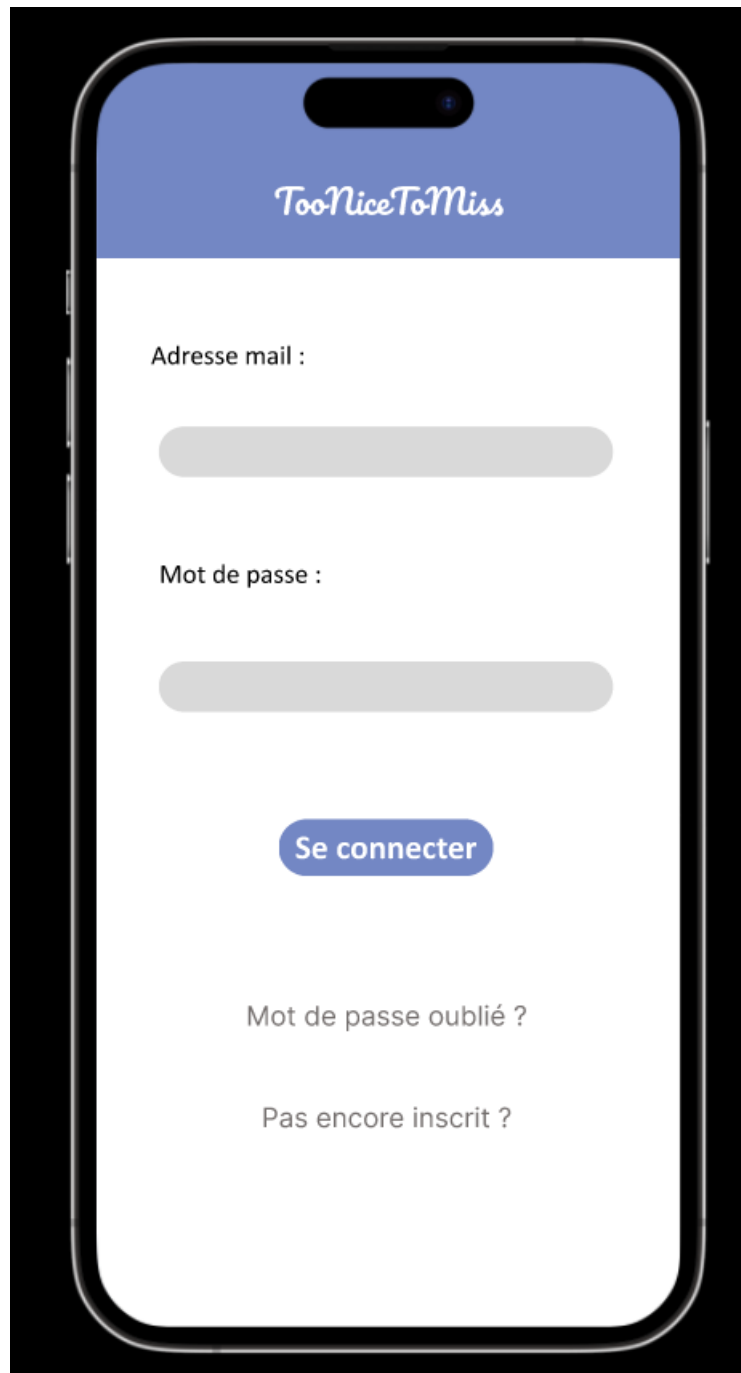 TooNiceToMiss
Adresse mail :
Mot de passe :
Se connecter
Mot de passe oublié ?
Pas encore inscrit ?